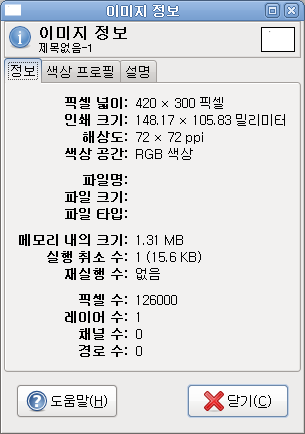 이미지 정보
이미지 정보
제목없음-1
정보 색상 프로필 설명
픽셀 넓이: 420 × 300 픽셀
인쇄 크기: 148.17 × 105.83 밀리미터
해상도: 72 × 72 ppi
색상 공간: RGB 색상
파일명:
파일 크기:
파일 타입:
메모리 내의 크기: 1.31 MB
실행 취소 수: 1 (15.6 KB)
재실행 수: 없음
픽셀 수: 126000
레이어 수: 1
채널 수: 0
경로 수: 0
도움말(H) 닫기(C)